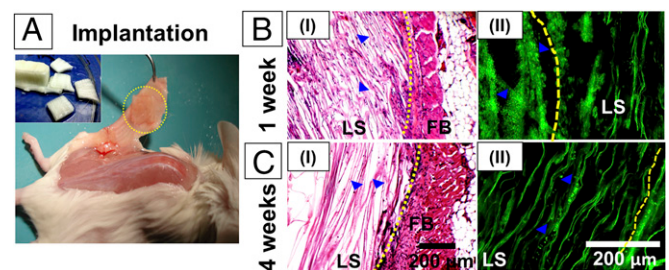 A Implantation
B 1 week
(I)
LS
FB
(II)
LS
C 4 weeks
(I)
LS
FB
200 μm
(II)
LS
200 μm